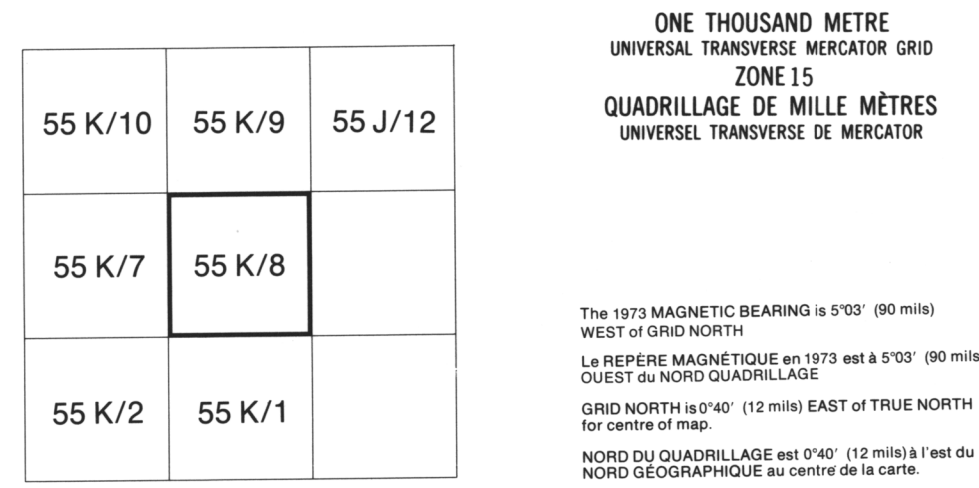 55 K/10
55 K/9
55 J/12
55 K/7
55 K/8
55 K/2
55 K/1
ONE THOUSAND METRE
UNIVERSAL TRANSVERSE MERCATOR GRID
ZONE 15
QUADRILLAGE DE MILLE MÈTRES
UNIVERSEL TRANSVERSE DE MERCATOR
The 1973 MAGNETIC BEARING is 5°03′ (90 mils)
WEST of GRID NORTH
Le REPÈRE MAGNÉTIQUE en 1973 est à 5°03′ (90 mils
OUEST du NORD QUADRILLAGE
GRID NORTH is 0°40′ (12 mils) EAST of TRUE NORTH
for centre of map.
NORD DU QUADRILLAGE est 0°40′ (12 mils) à l'est du
NORD GÉOGRAPHIQUE au centre de la carte.